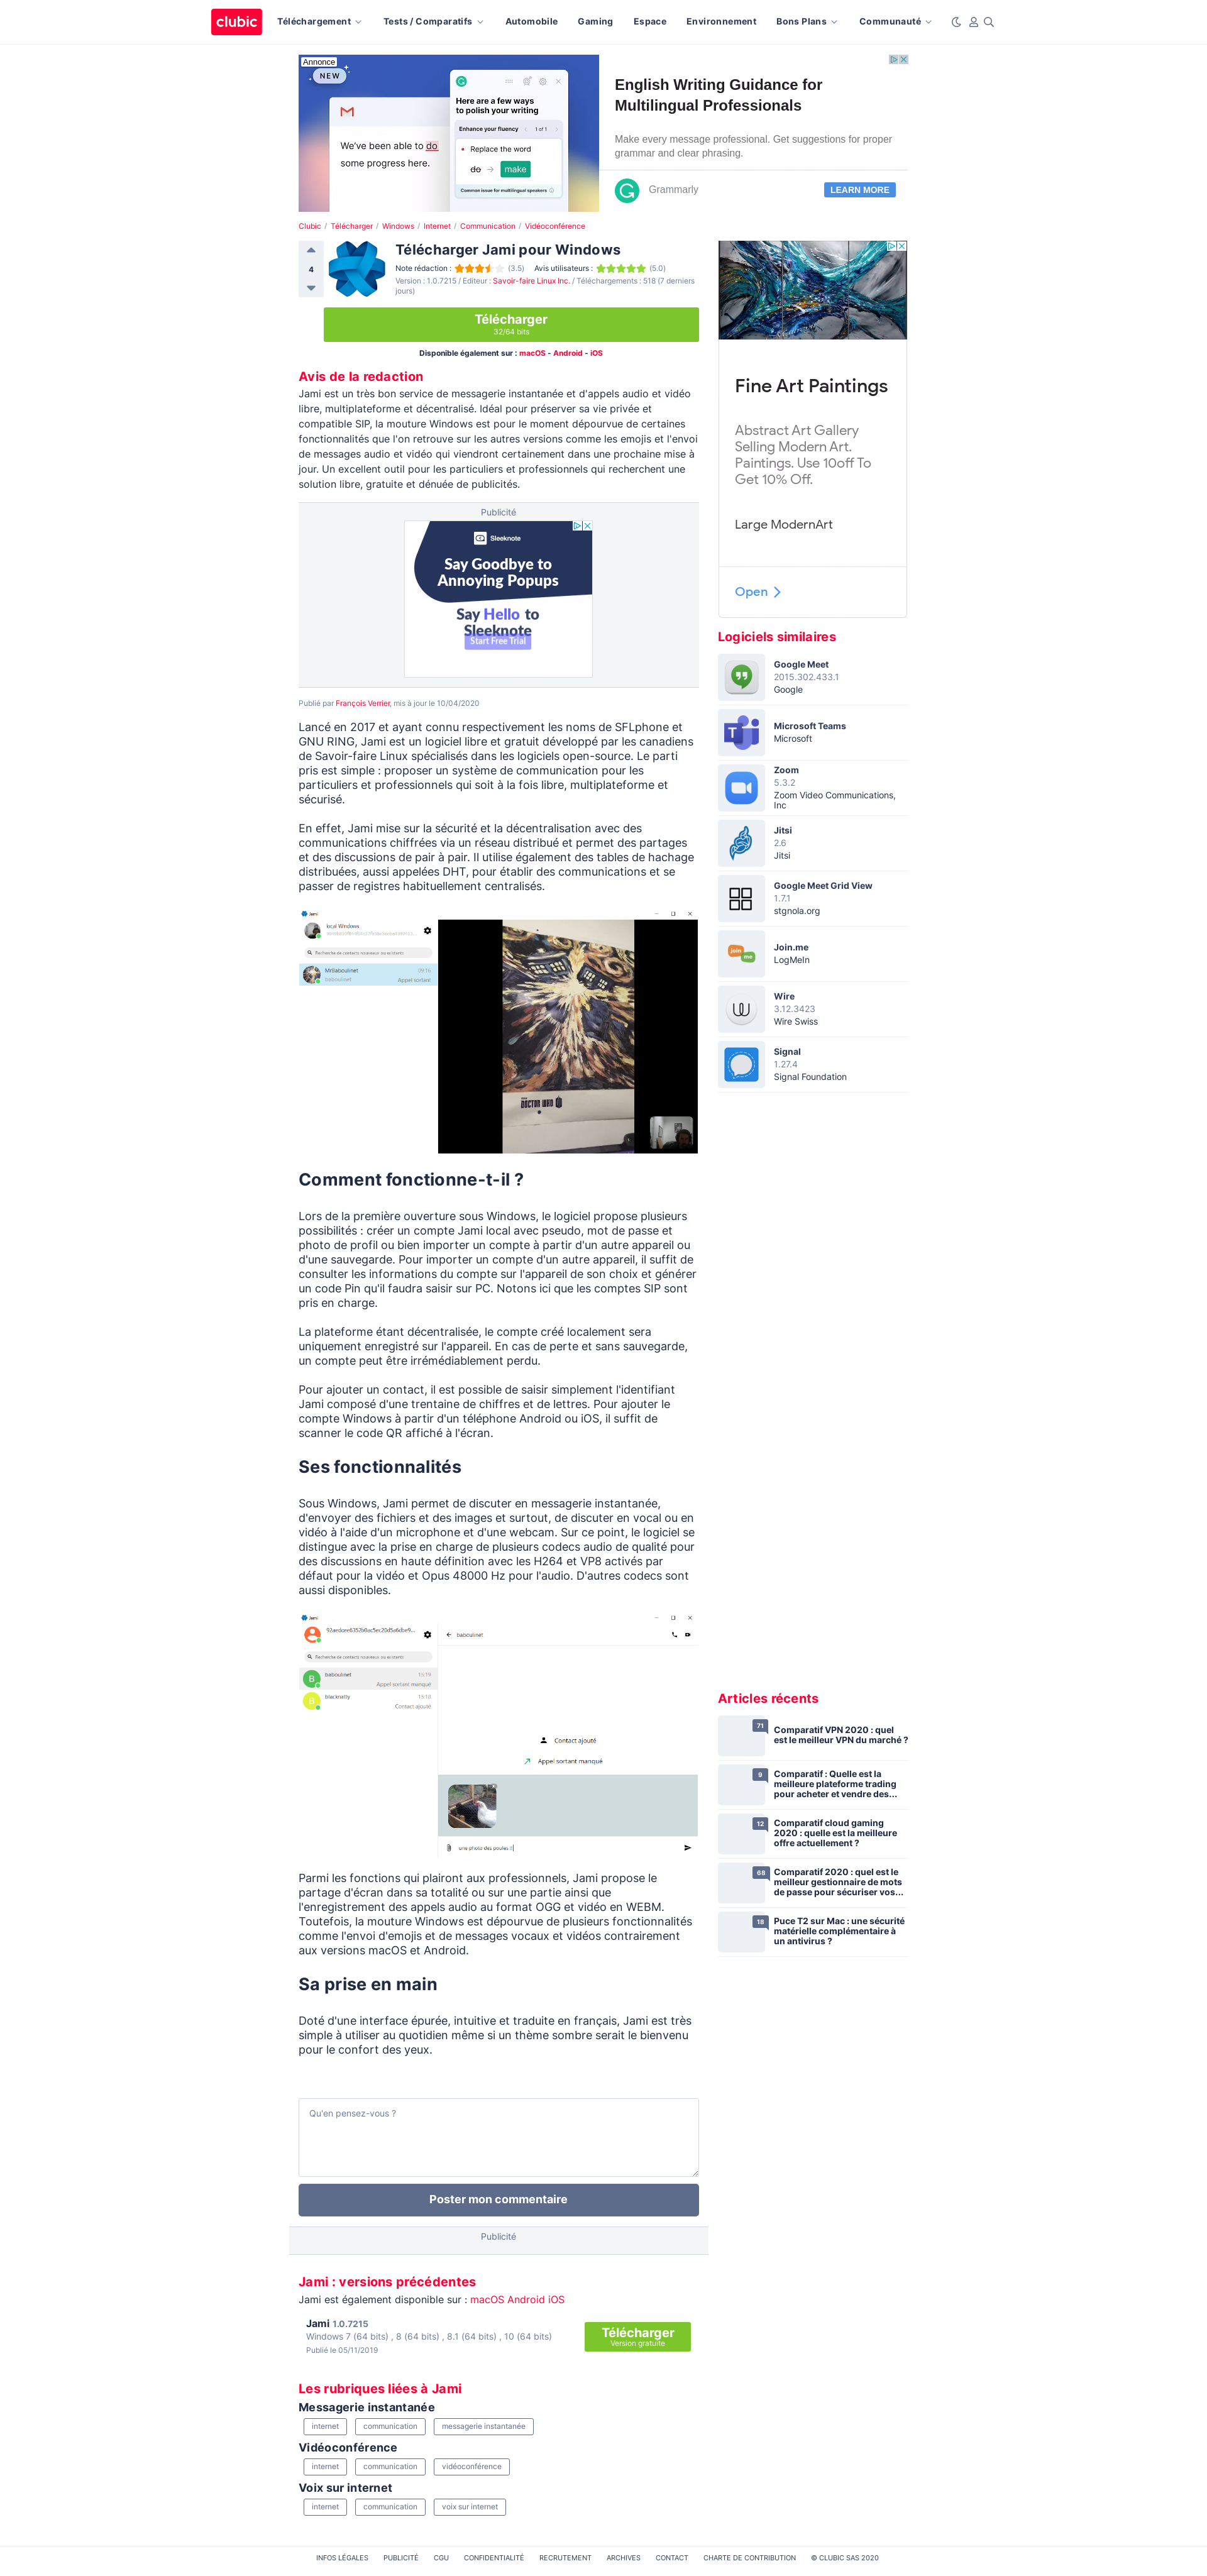 clubic
Téléchargement
Tests / Comparatifs
Automobile
Gaming
Espace
Environnement
Bons Plans
Communauté
Annonce
NEW
We've been able to do
some progress here.
Here are a few ways
to polish your writing
Enhance your fluency
1 of 1
Replace the word
do → make
Common issue for multilingual speakers
English Writing Guidance for
Multilingual Professionals
Make every message professional. Get suggestions for proper
grammar and clear phrasing.
Grammarly
LEARN MORE
Clubic / Télécharger / Windows / Internet / Communication / Vidéoconférence
4
Télécharger Jami pour Windows
Note rédaction : (3.5) Avis utilisateurs : (5.0)
Version : 1.0.7215 / Editeur : Savoir-faire Linux Inc. / Téléchargements : 518 (7 derniers
jours)
Télécharger
32/64 bits
Disponible également sur : macOS - Android - iOS
Avis de la redaction
Jami est un très bon service de messagerie instantanée et d'appels audio et vidéo
libre, multiplateforme et décentralisé. Idéal pour préserver sa vie privée et
compatible SIP, la mouture Windows est pour le moment dépourvue de certaines
fonctionnalités que l'on retrouve sur les autres versions comme les emojis et l'envoi
de messages audio et vidéo qui viendront certainement dans une prochaine mise à
jour. Un excellent outil pour les particuliers et professionnels qui recherchent une
solution libre, gratuite et dénuée de publicités.
Publicité
Sleeknote
Say Goodbye to
Annoying Popups
Say Hello to
Sleeknote
Start Free Trial
Publié par François Verrier, mis à jour le 10/04/2020
Lancé en 2017 et ayant connu respectivement les noms de SFLphone et
GNU RING, Jami est un logiciel libre et gratuit développé par les canadiens
de Savoir-faire Linux spécialisés dans les logiciels open-source. Le parti
pris est simple : proposer un système de communication pour les
particuliers et professionnels qui soit à la fois libre, multiplateforme et
sécurisé.
En effet, Jami mise sur la sécurité et la décentralisation avec des
communications chiffrées via un réseau distribué et permet des partages
et des discussions de pair à pair. Il utilise également des tables de hachage
distribuées, aussi appelées DHT, pour établir des communications et se
passer de registres habituellement centralisés.
Jami
local Windows
Recherche de contacts nouveaux ou existants
Mrlilaboulinet
baboulinet
Appel sortant
DOCTOR WHO
Comment fonctionne-t-il ?
Lors de la première ouverture sous Windows, le logiciel propose plusieurs
possibilités : créer un compte Jami local avec pseudo, mot de passe et
photo de profil ou bien importer un compte à partir d'un autre appareil ou
d'une sauvegarde. Pour importer un compte d'un autre appareil, il suffit de
consulter les informations du compte sur l'appareil de son choix et générer
un code Pin qu'il faudra saisir sur PC. Notons ici que les comptes SIP sont
pris en charge.
La plateforme étant décentralisée, le compte créé localement sera
uniquement enregistré sur l'appareil. En cas de perte et sans sauvegarde,
un compte peut être irrémédiablement perdu.
Pour ajouter un contact, il est possible de saisir simplement l'identifiant
Jami composé d'une trentaine de chiffres et de lettres. Pour ajouter le
compte Windows à partir d'un téléphone Android ou iOS, il suffit de
scanner le code QR affiché à l'écran.
Ses fonctionnalités
Sous Windows, Jami permet de discuter en messagerie instantanée,
d'envoyer des fichiers et des images et surtout, de discuter en vocal ou en
vidéo à l'aide d'un microphone et d'une webcam. Sur ce point, le logiciel se
distingue avec la prise en charge de plusieurs codecs audio de qualité pour
des discussions en haute définition avec les H264 et VP8 activés par
défaut pour la vidéo et Opus 48000 Hz pour l'audio. D'autres codecs sont
aussi disponibles.
Jami
Recherche de contacts nouveaux ou existants
B
baboulinet
15:19
Appel sortant manqué
B
blacknally
15:18
Contact ajouté
baboulinet
Contact ajouté
Appel sortant manqué
une photo des poules !
Parmi les fonctions qui plairont aux professionnels, Jami propose le
partage d'écran dans sa totalité ou sur une partie ainsi que
l'enregistrement des appels audio au format OGG et vidéo en WEBM.
Toutefois, la mouture Windows est dépourvue de plusieurs fonctionnalités
comme l'envoi d'emojis et de messages vocaux et vidéos contrairement
aux versions macOS et Android.
Sa prise en main
Doté d'une interface épurée, intuitive et traduite en français, Jami est très
simple à utiliser au quotidien même si un thème sombre serait le bienvenu
pour le confort des yeux.
Qu'en pensez-vous ?
Poster mon commentaire
Publicité
Jami : versions précédentes
Jami est également disponible sur : macOS Android iOS
Jami 1.0.7215
Windows 7 (64 bits) , 8 (64 bits) , 8.1 (64 bits) , 10 (64 bits)
Publié le 05/11/2019
Télécharger
Version gratuite
Les rubriques liées à Jami
Messagerie instantanée
internet
communication
messagerie instantanée
Vidéoconférence
internet
communication
vidéoconférence
Voix sur internet
internet
communication
voix sur internet
Fine Art Paintings
Abstract Art Gallery
Selling Modern Art.
Paintings. Use 10off To
Get 10% Off.
Large ModernArt
Open
Logiciels similaires
Google Meet
2015.302.433.1
Google
Microsoft Teams
Microsoft
Zoom
5.3.2
Zoom Video Communications,
Inc
Jitsi
2.6
Jitsi
Google Meet Grid View
1.7.1
stgnola.org
join me
Join.me
LogMeIn
Wire
3.12.3423
Wire Swiss
Signal
1.27.4
Signal Foundation
Articles récents
71
Comparatif VPN 2020 : quel
est le meilleur VPN du marché ?
9
Comparatif : Quelle est la
meilleure plateforme trading
pour acheter et vendre des...
12
Comparatif cloud gaming
2020 : quelle est la meilleure
offre actuellement ?
68
Comparatif 2020 : quel est le
meilleur gestionnaire de mots
de passe pour sécuriser vos...
18
Puce T2 sur Mac : une sécurité
matérielle complémentaire à
un antivirus ?
INFOS LÉGALES
PUBLICITÉ
CGU
CONFIDENTIALITÉ
RECRUTEMENT
ARCHIVES
CONTACT
CHARTE DE CONTRIBUTION
© CLUBIC SAS 2020